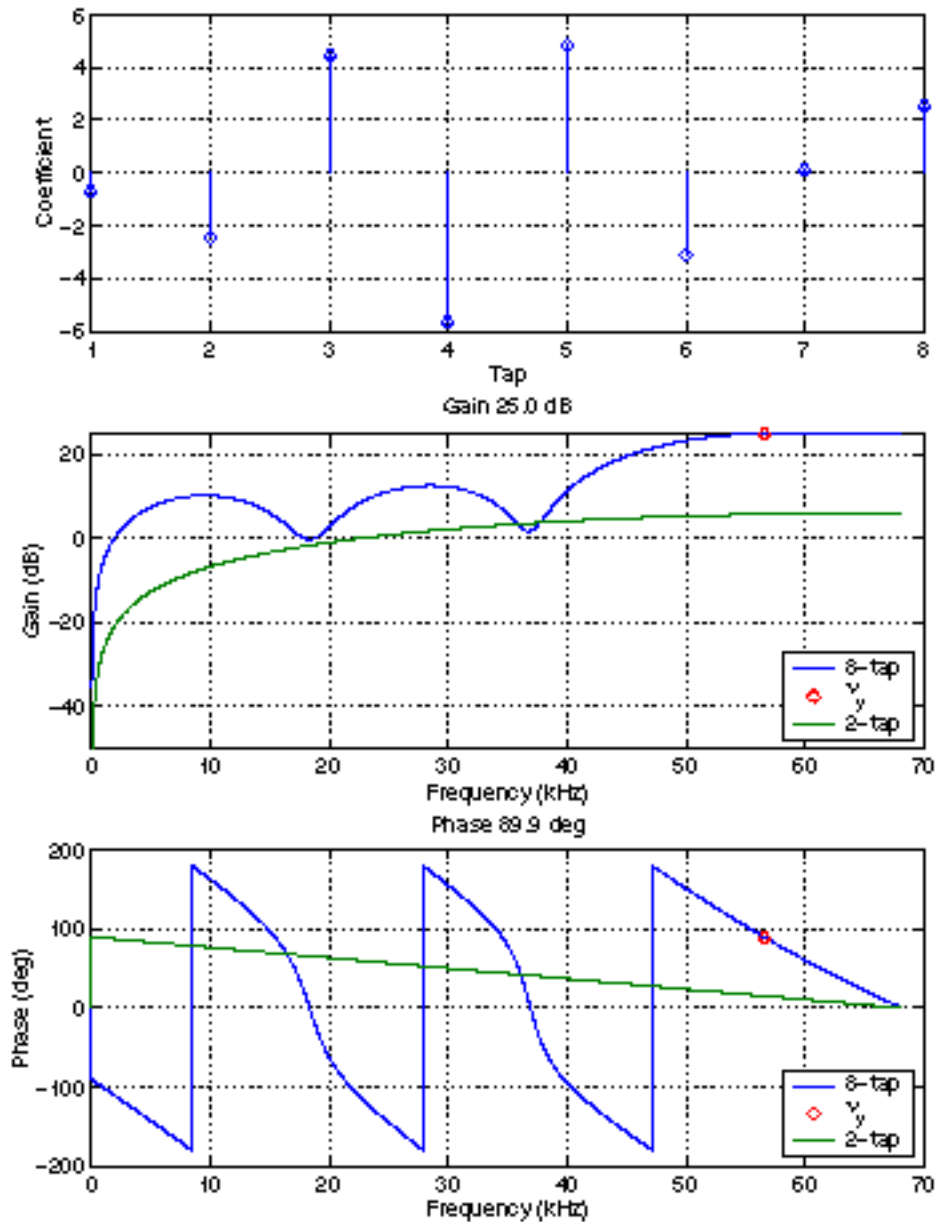 6
4
2
0
−2
−4
−6
Coefficient
1 2 3 4 5 6 7 8
Tap
Gain 25.0 dB
20
0
−20
−40
Gain (dB)
8−tap
νy
2−tap
0 10 20 30 40 50 60 70
Frequency (kHz)
Phase 89.9 deg
200
100
0
−100
−200
Phase (deg)
8−tap
νy
2−tap
0 10 20 30 40 50 60 70
Frequency (kHz)